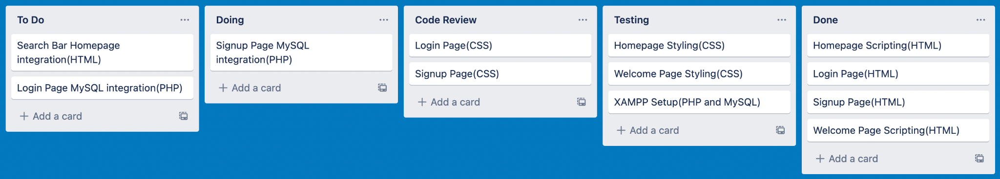 To Do
Search Bar Homepage
integration(HTML)
Login Page MySQL integration(PHP)
+ Add a card
Doing
Signup Page MySQL
integration(PHP)
+ Add a card
Code Review
Login Page(CSS)
Signup Page(CSS)
+ Add a card
Testing
Homepage Styling(CSS)
Welcome Page Styling(CSS)
XAMPP Setup(PHP and MySQL)
+ Add a card
Done
Homepage Scripting(HTML)
Login Page(HTML)
Signup Page(HTML)
Welcome Page Scripting(HTML)
+ Add a card